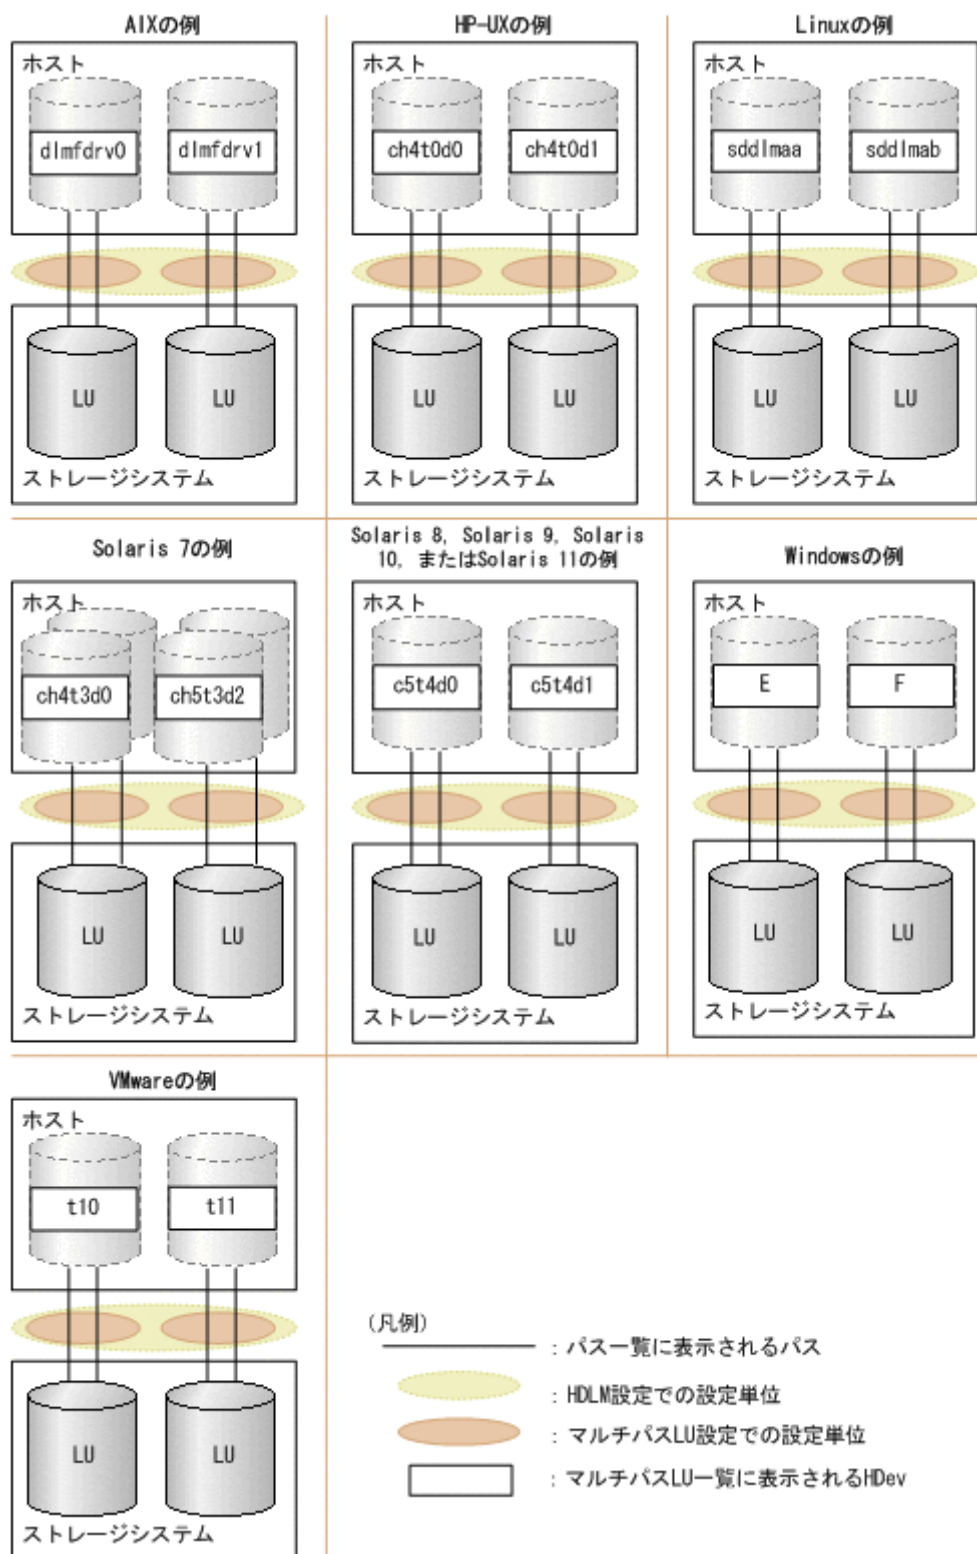 AIXの例
ホスト
dlmfdrv0
dlmfdrv1
LU
LU
ストレージシステム
HP-UXの例
ホスト
ch4t0d0
ch4t0d1
LU
LU
ストレージシステム
Linuxの例
ホスト
sddlmaa
sddlmab
LU
LU
ストレージシステム
Solaris 7の例
ホスト
ch4t3d0
ch5t3d2
LU
LU
ストレージシステム
Solaris 8, Solaris 9, Solaris
10, またはSolaris 11の例
ホスト
c5t4d0
c5t4d1
LU
LU
ストレージシステム
Windowsの例
ホスト
E
F
LU
LU
ストレージシステム
VMwareの例
ホスト
t10
t11
LU
LU
ストレージシステム
(凡例)
: パス一覧に表示されるパス
: HDLM設定での設定単位
: マルチパスLU設定での設定単位
: マルチパスLU一覧に表示されるHDev